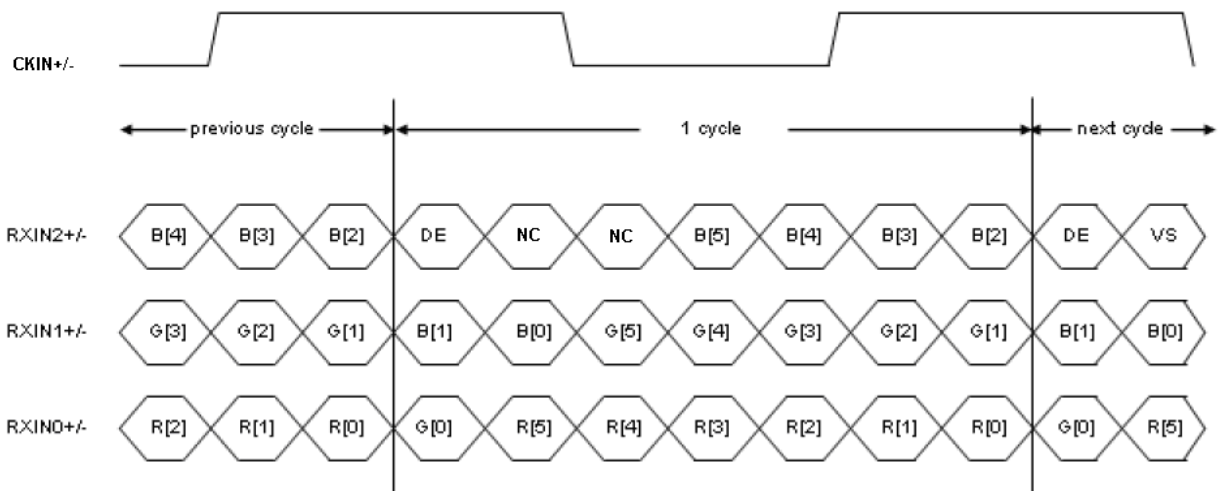 CKIN+/-
previous cycle 1 cycle next cycle
RXIN2+/- B[4] B[3] B[2] DE NC NC B[5] B[4] B[3] B[2] DE VS
RXIN1+/- G[3] G[2] G[1] B[1] B[0] G[5] G[4] G[3] G[2] G[1] B[1] B[0]
RXIN0+/- R[2] R[1] R[0] G[0] R[5] R[4] R[3] R[2] R[1] R[0] G[0] R[5]